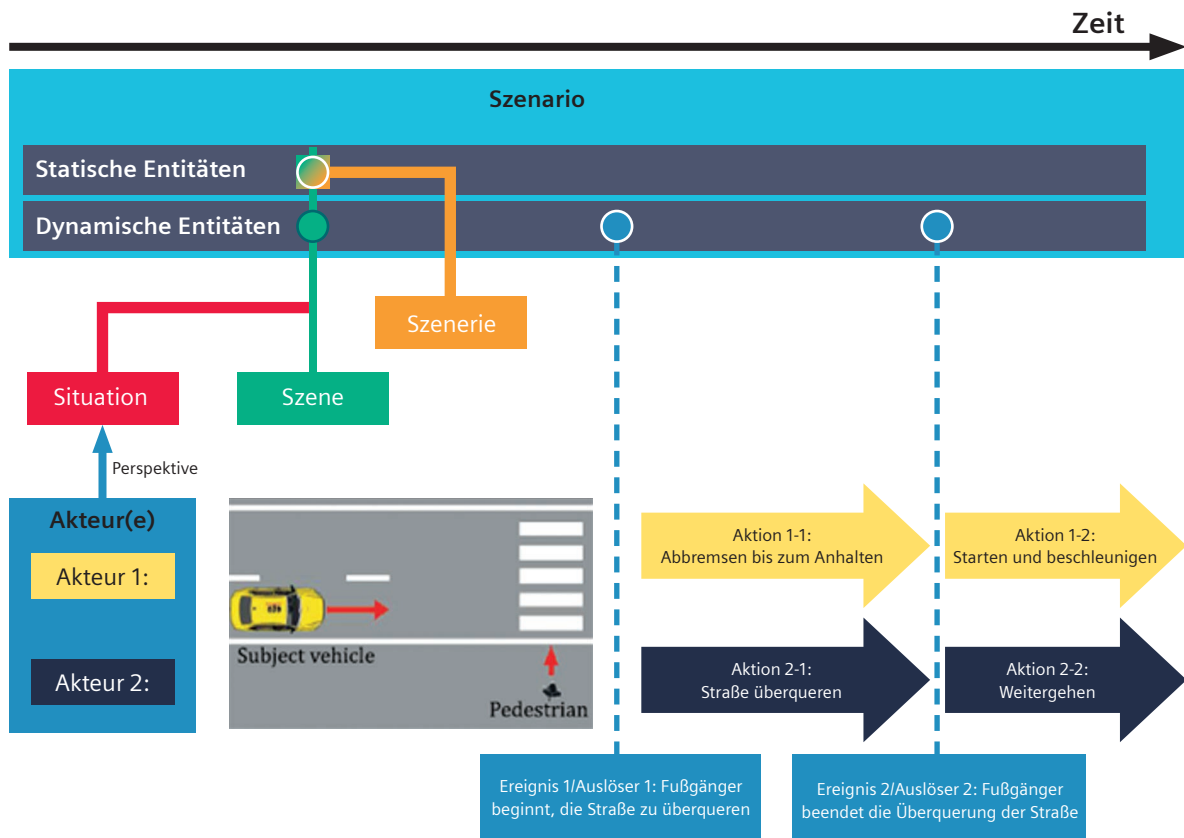 Zeit
Szenario
Statische Entitäten
Dynamische Entitäten
Szenerie
Situation
Szene
Perspektive
Akteur(e)
Akteur 1:
Akteur 2:
Subject vehicle
Pedestrian
Aktion 1-1:
Abbremsen bis zum Anhalten
Aktion 1-2:
Starten und beschleunigen
Aktion 2-1:
Straße überqueren
Aktion 2-2:
Weitergehen
Ereignis 1/Auslöser 1: Fußgänger
beginnt, die Straße zu überqueren
Ereignis 2/Auslöser 2: Fußgänger
beendet die Überquerung der Straße